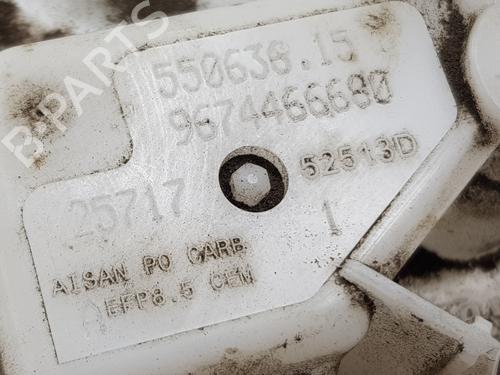 B-PARTS
550636.15
9674466680
25717
52513D
1
AISAN PO CARB
EFP8.5 CEM